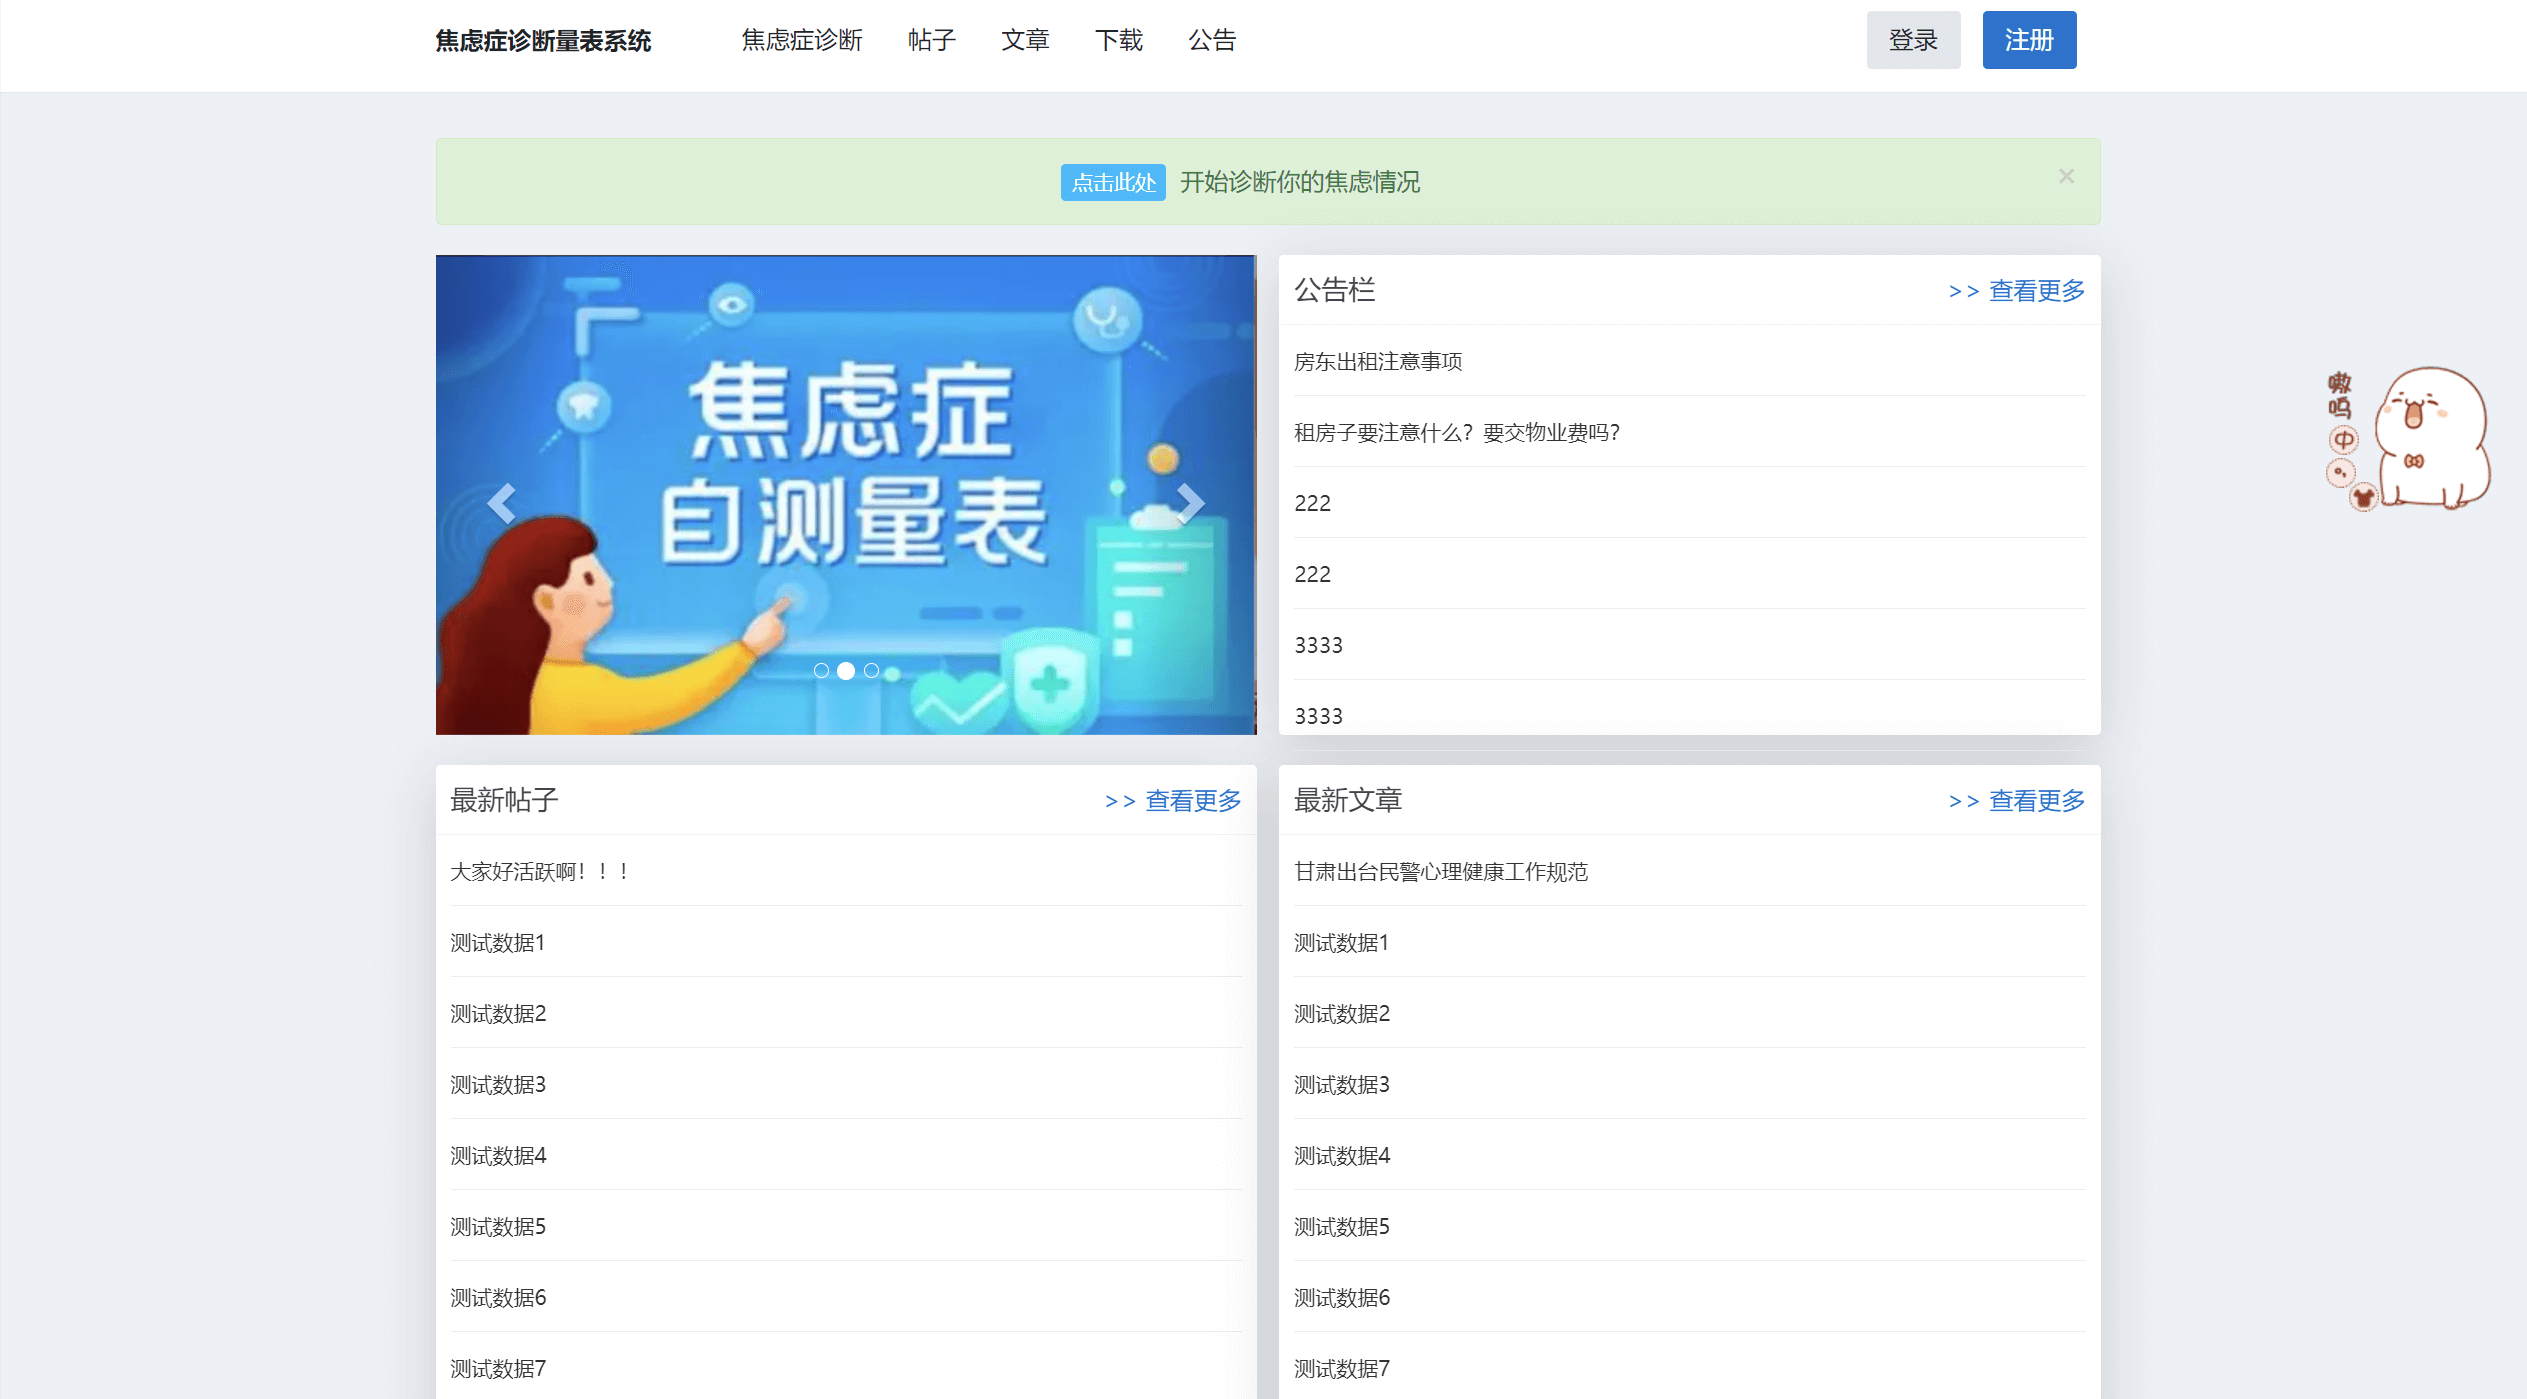 焦虑症诊断量表系统
焦虑症诊断
帖子
文章
下载
公告
登录
注册
点击此处 开始诊断你的焦虑情况
×
焦虑症
自测量表
公告栏
>> 查看更多
房东出租注意事项
租房子要注意什么？要交物业费吗?
222
222
3333
3333
嗷
呜
中
最新帖子
>> 查看更多
大家好活跃啊！！！
测试数据1
测试数据2
测试数据3
测试数据4
测试数据5
测试数据6
测试数据7
最新文章
>> 查看更多
甘肃出台民警心理健康工作规范
测试数据1
测试数据2
测试数据3
测试数据4
测试数据5
测试数据6
测试数据7